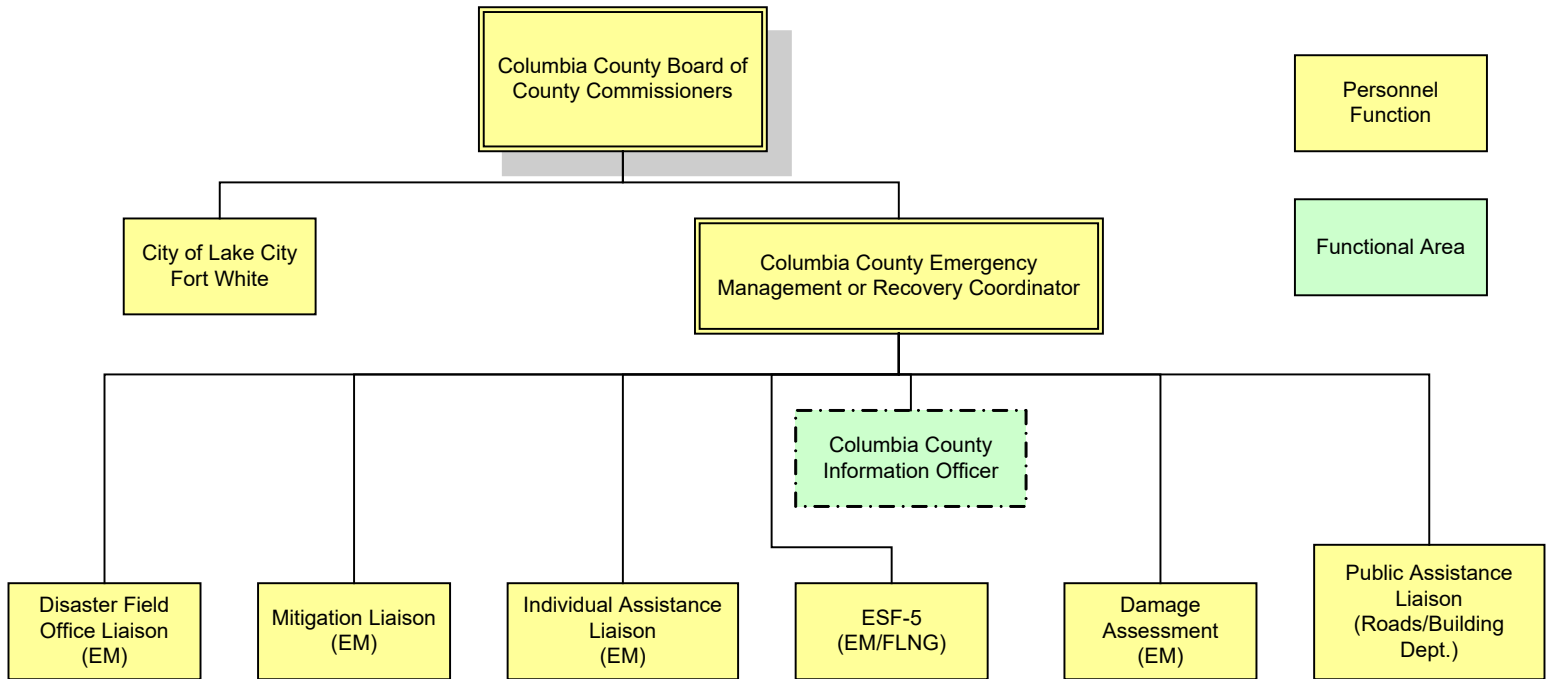 Columbia County Board of
County Commissioners
Personnel
Function
Functional Area
City of Lake City
Fort White
Columbia County Emergency
Management or Recovery Coordinator
Columbia County
Information Officer
Disaster Field
Office Liaison
(EM)
Mitigation Liaison
(EM)
Individual Assistance
Liaison
(EM)
ESF-5
(EM/FLNG)
Damage
Assessment
(EM)
Public Assistance
Liaison
(Roads/Building
Dept.)